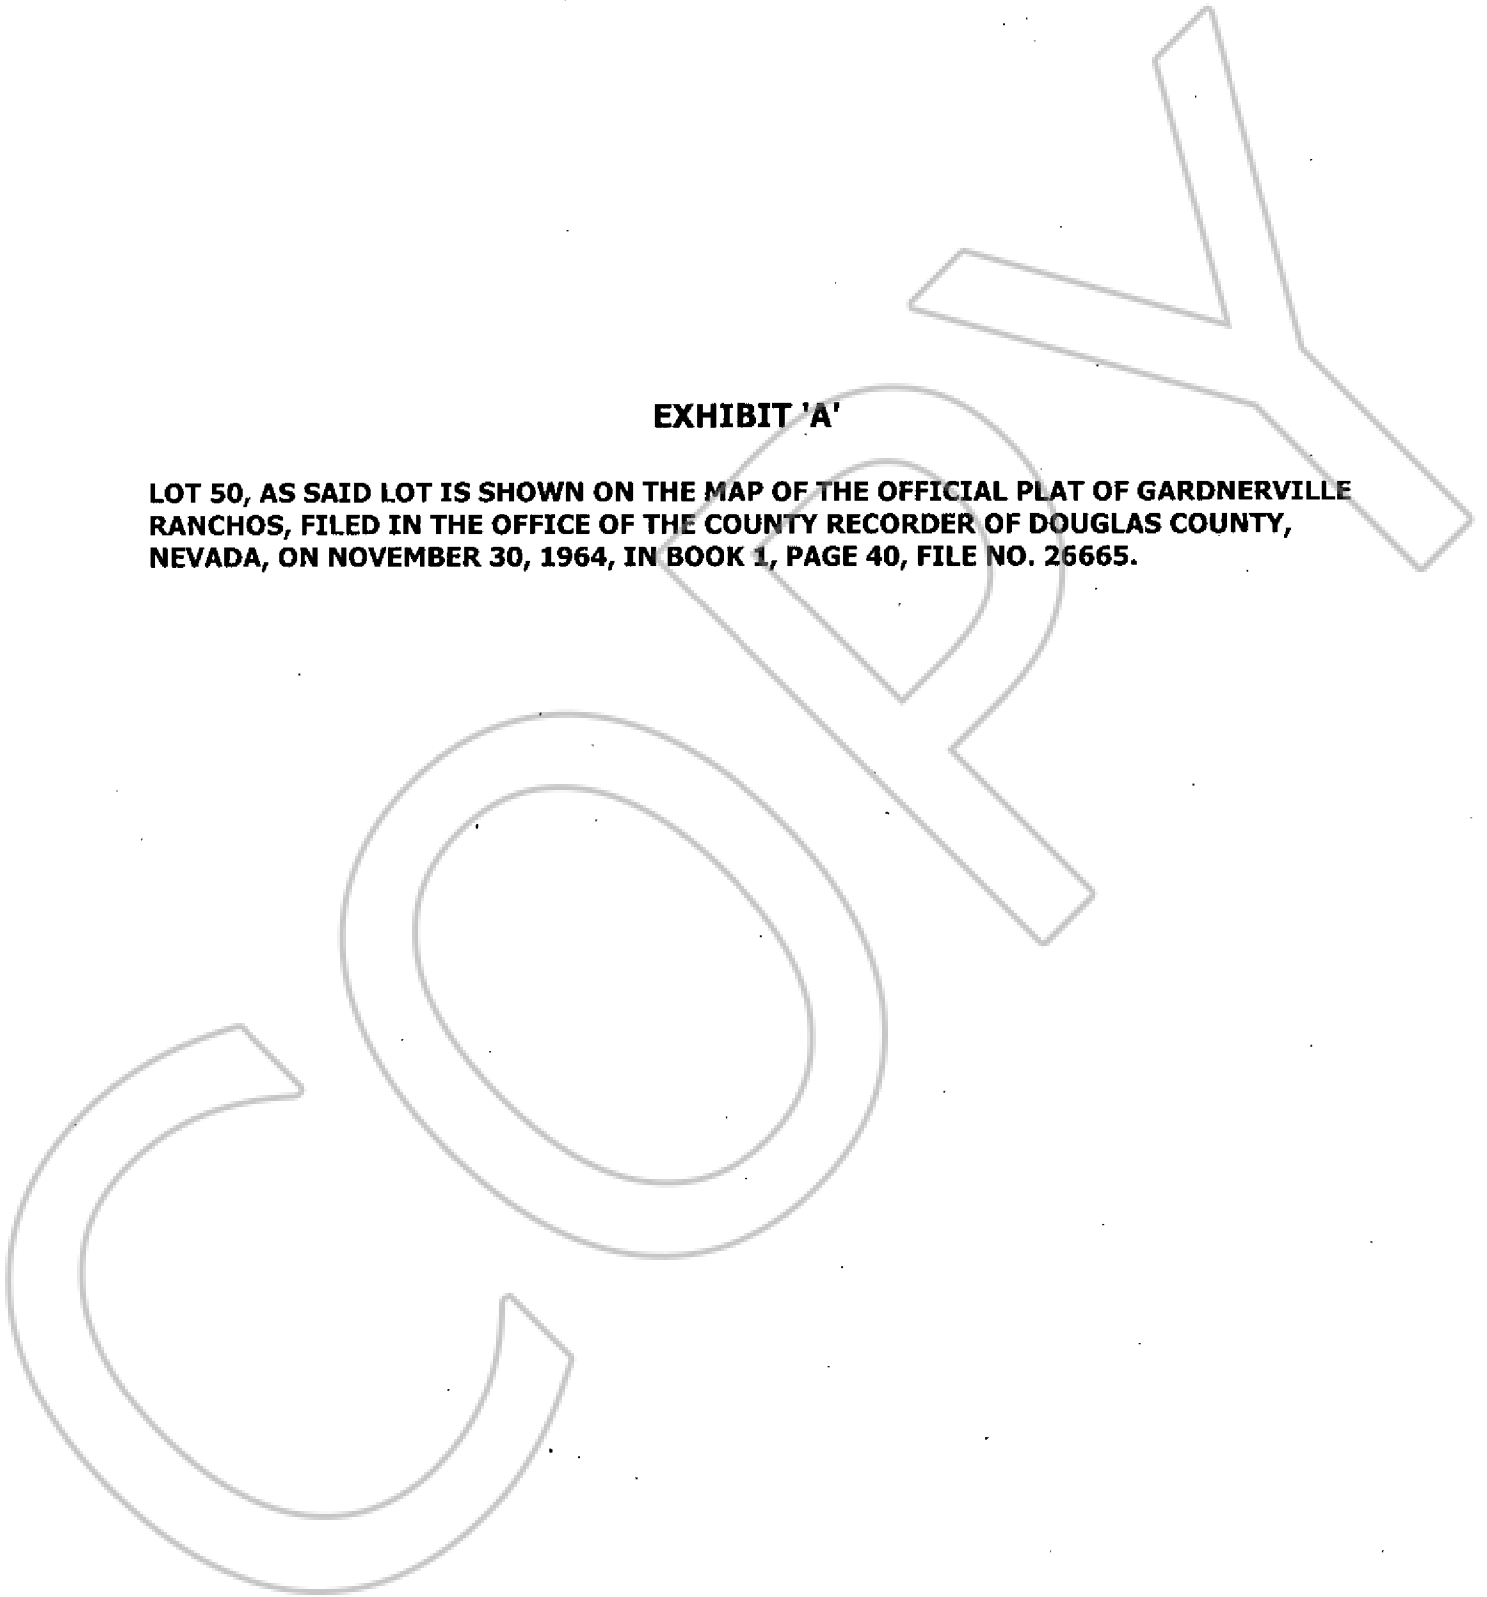 EXHIBIT 'A'
LOT 50, AS SAID LOT IS SHOWN ON THE MAP OF THE OFFICIAL PLAT OF GARDNERVILLE
RANCHOS, FILED IN THE OFFICE OF THE COUNTY RECORDER OF DOUGLAS COUNTY,
NEVADA, ON NOVEMBER 30, 1964, IN BOOK 1, PAGE 40, FILE NO. 26665.
COPY